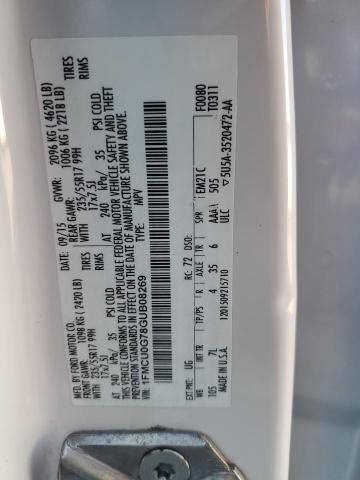 MFD. BY FORD MOTOR CO.
DATE: 09/15 GVWR: 2096 KG ( 4620 LB)
FRONT GAWR: 1098 KG ( 2420 LB) REAR GAWR: 1006 KG ( 2218 LB)
235/55R17 99H TIRES WITH 235/55R17 99H TIRES
17x7.5J RIMS 17x7.5J RIMS
AT 240 kPa/ 35 PSI COLD AT 240 kPa/ 35 PSI COLD
THIS VEHICLE CONFORMS TO ALL APPLICABLE FEDERAL MOTOR VEHICLE SAFETY AND THEFT
PREVENTION STANDARDS IN EFFECT ON THE DATE OF MANUFACTURE SHOWN ABOVE.
VIN: 1FMCU0G78GUB08269 F0080
TYPE: MPV T0311
EXT PNT: UG RC: 72 DSO:
TP/PS R AXLE TR SPR EM21C
105 7L 4 35 6 AAA 505
MADE IN U.S.A. ULC 5U5A-3520472-AA
1201509215710